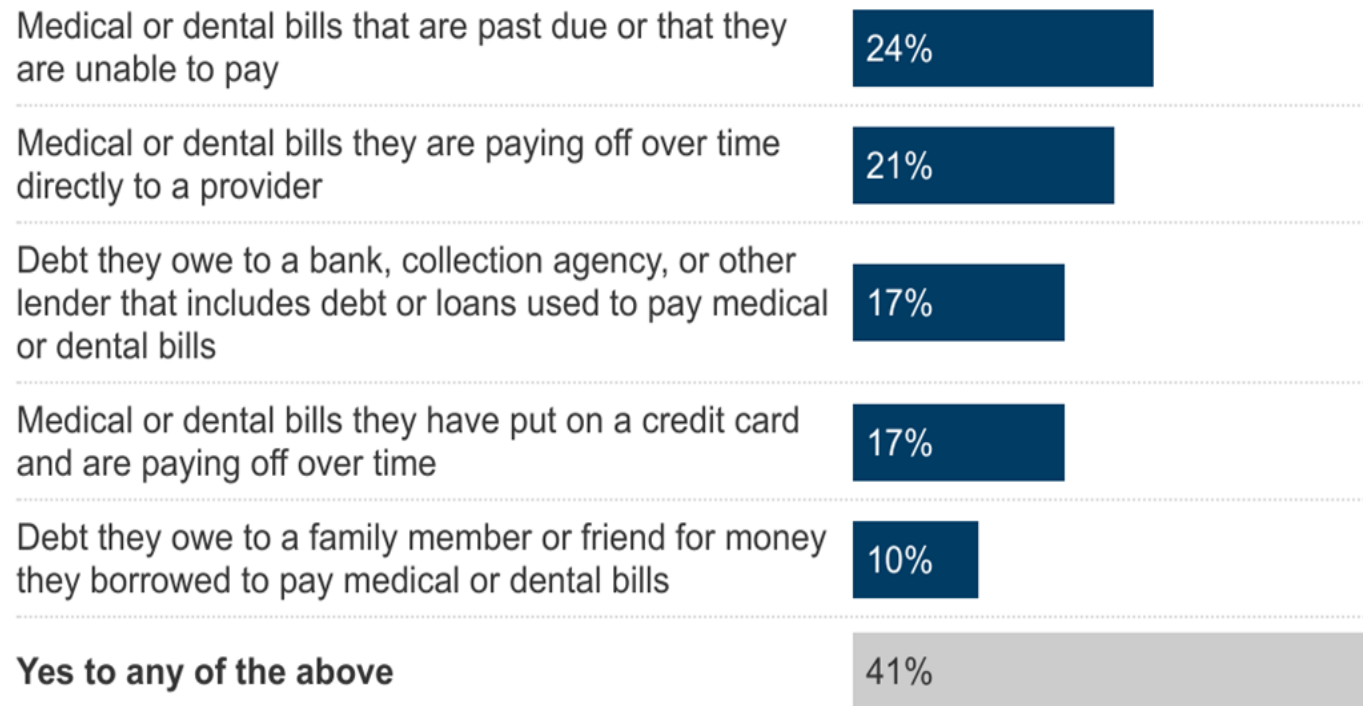 Medical or dental bills that are past due or that they
are unable to pay
24%
Medical or dental bills they are paying off over time
directly to a provider
21%
Debt they owe to a bank, collection agency, or other
lender that includes debt or loans used to pay medical
or dental bills
17%
Medical or dental bills they have put on a credit card
and are paying off over time
17%
Debt they owe to a family member or friend for money
they borrowed to pay medical or dental bills
10%
Yes to any of the above
41%